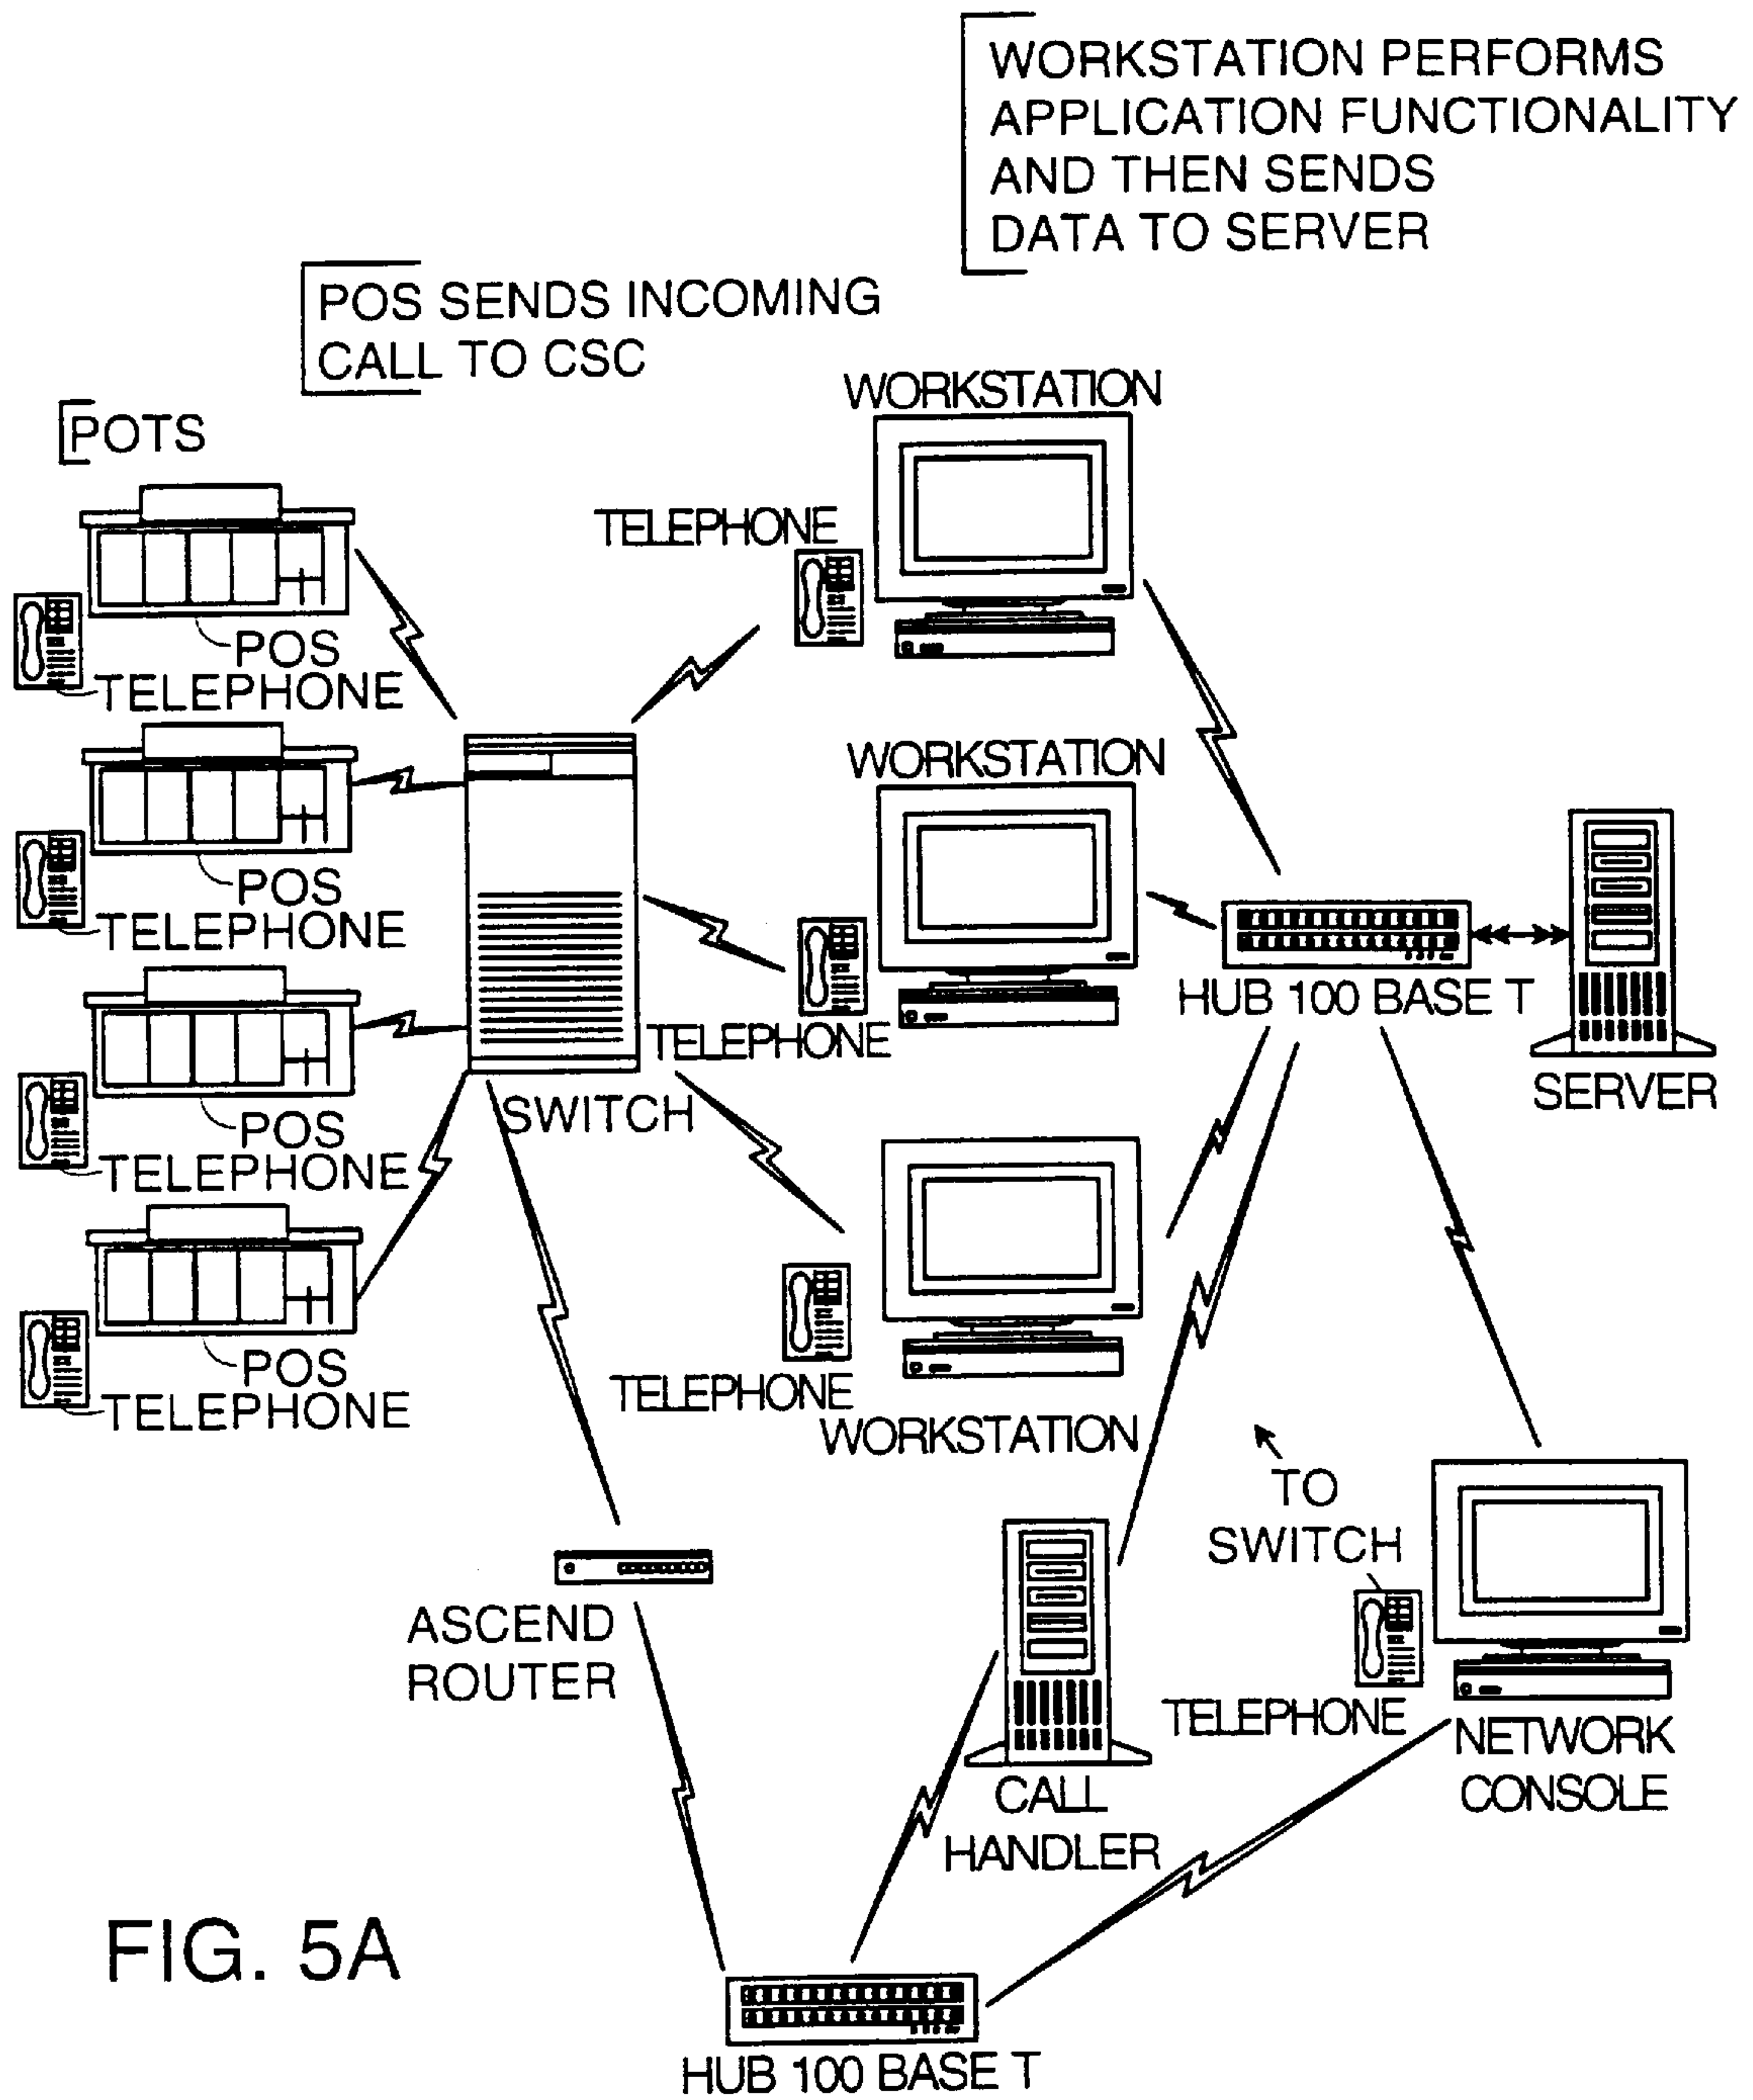 WORKSTATION PERFORMS
APPLICATION FUNCTIONALITY
AND THEN SENDS
DATA TO SERVER
POS SENDS INCOMING
CALL TO CSC
POTS
WORKSTATION
TELEPHONE
POS
TELEPHONE
WORKSTATION
POS
TELEPHONE
HUB 100 BASE T
TELEPHONE
SERVER
SWITCH
POS
TELEPHONE
POS
TELEPHONE
TELEPHONE
WORKSTATION
TO
SWITCH
ASCEND
ROUTER
TELEPHONE
NETWORK
CONSOLE
CALL
HANDLER
FIG. 5A
HUB 100 BASE T